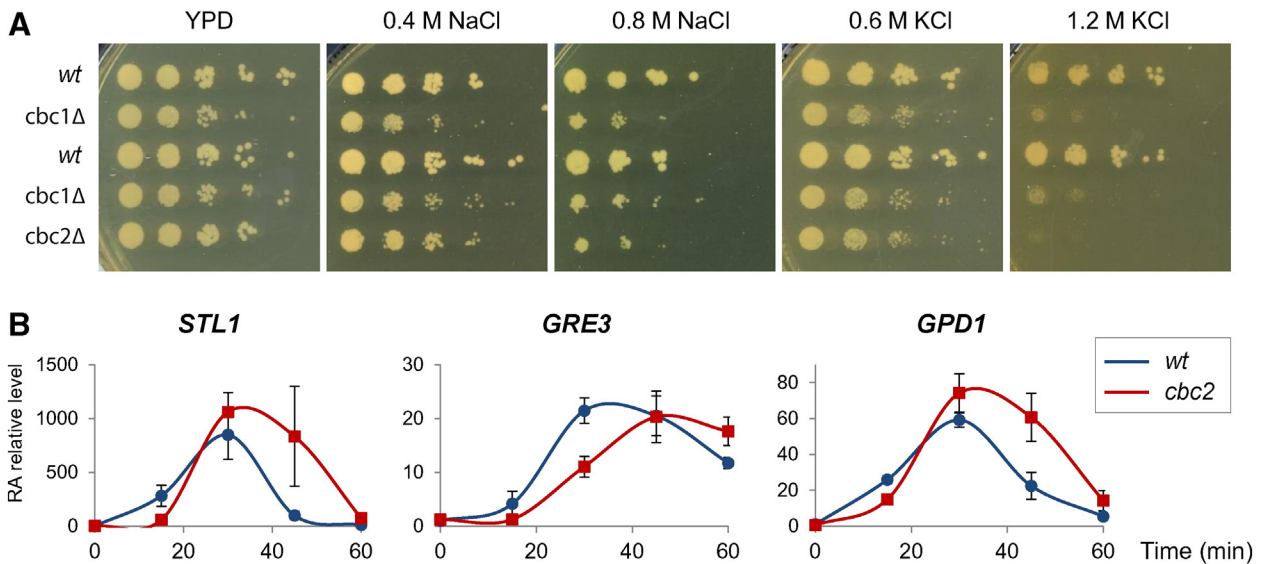 A
YPD 0.4 M NaCl 0.8 M NaCl 0.6 M KCl 1.2 M KCl
wt
cbc1Δ
wt
cbc1Δ
cbc2Δ
B
STL1 GRE3 GPD1
RA relative level
1500
1000
500
0
0 20 40 60
30
20
10
0
0 20 40 60
80
60
40
20
0
0 20 40 60
Time (min)
wt
cbc2